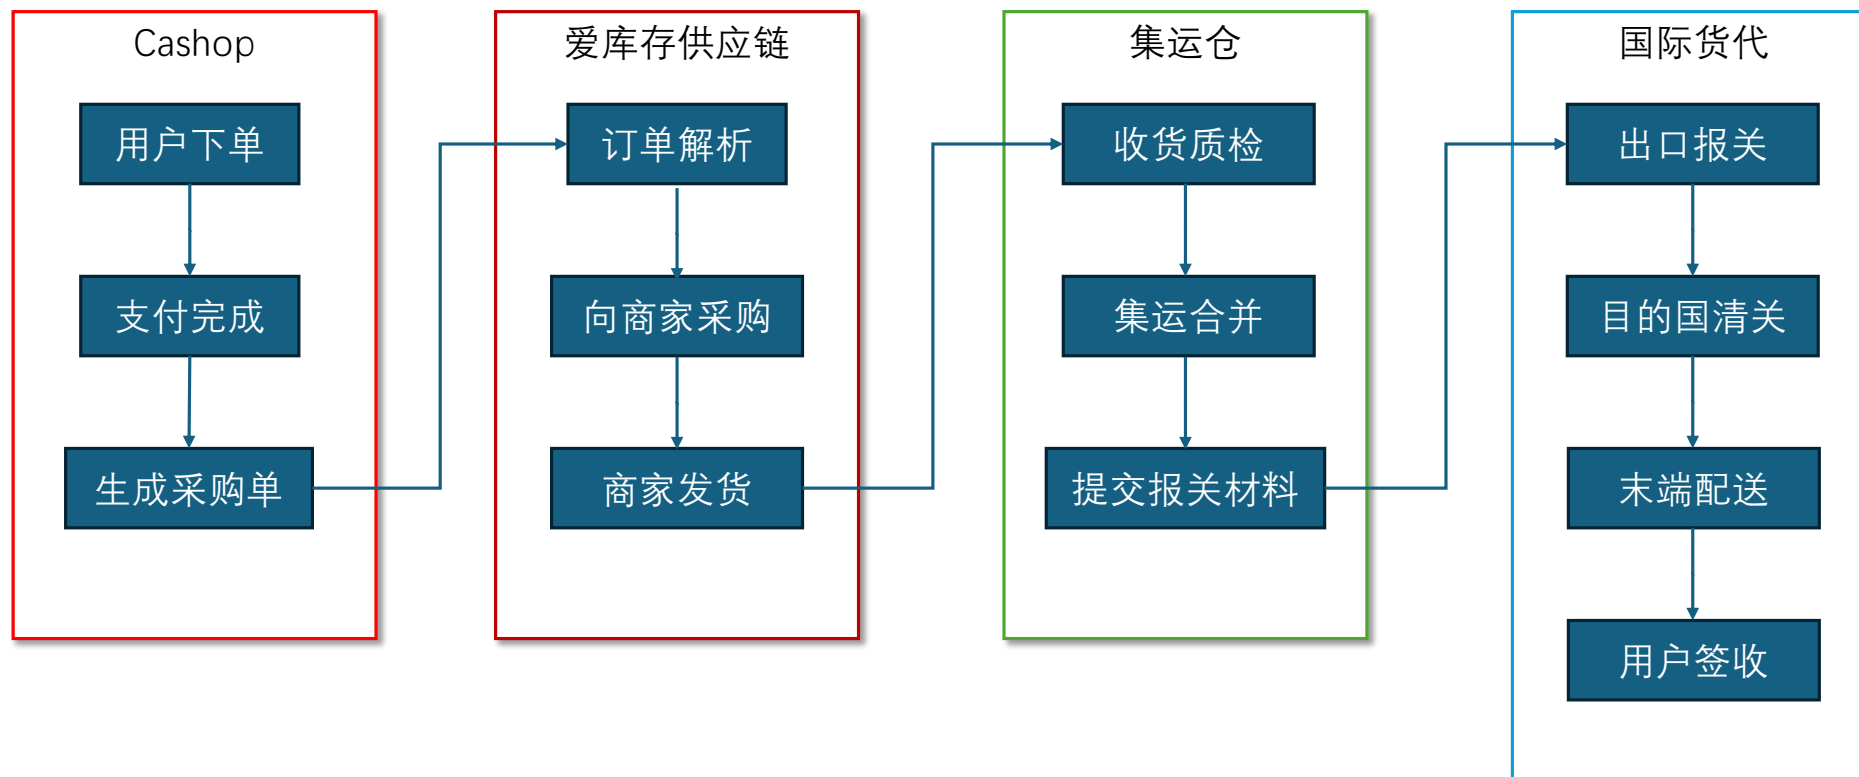 Cashop
用户下单
支付完成
生成采购单
爱库存供应链
订单解析
向商家采购
商家发货
集运仓
收货质检
集运合并
提交报关材料
国际货代
出口报关
目的国清关
末端配送
用户签收